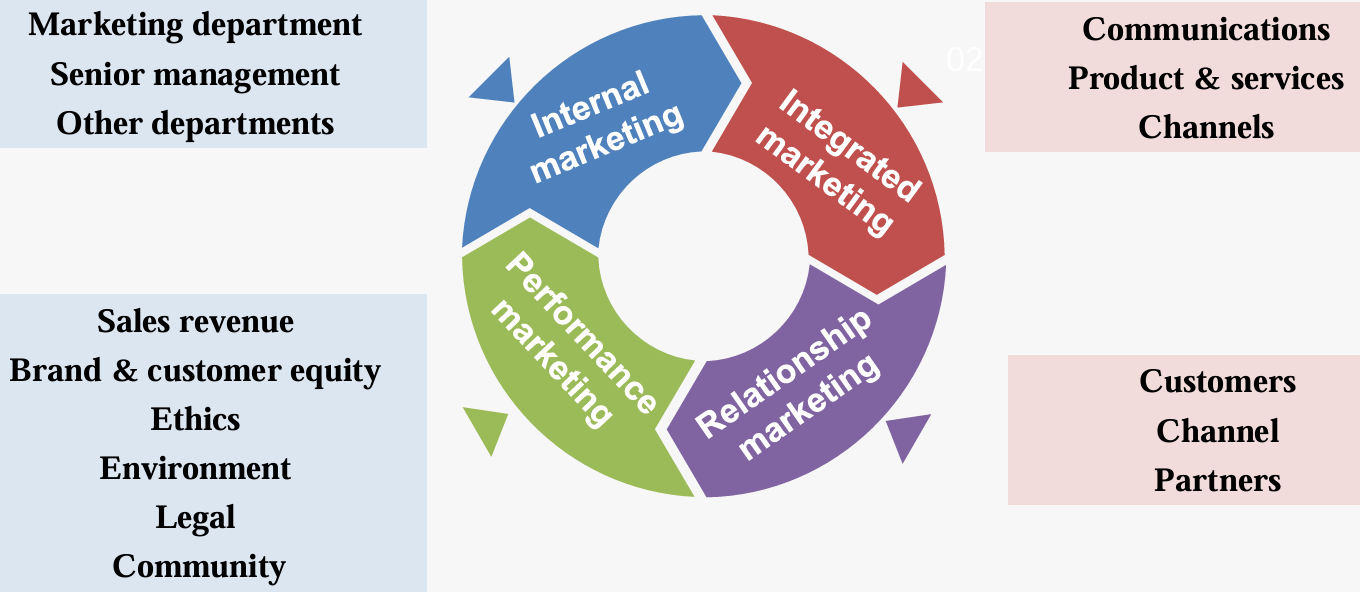 Marketing department
Senior management
Other departments
Internal
marketing
Integrated
marketing
02
Communications
Product & services
Channels
Sales revenue
Brand & customer equity
Ethics
Environment
Legal
Community
Performance
marketing
Relationship
marketing
Customers
Channel
Partners